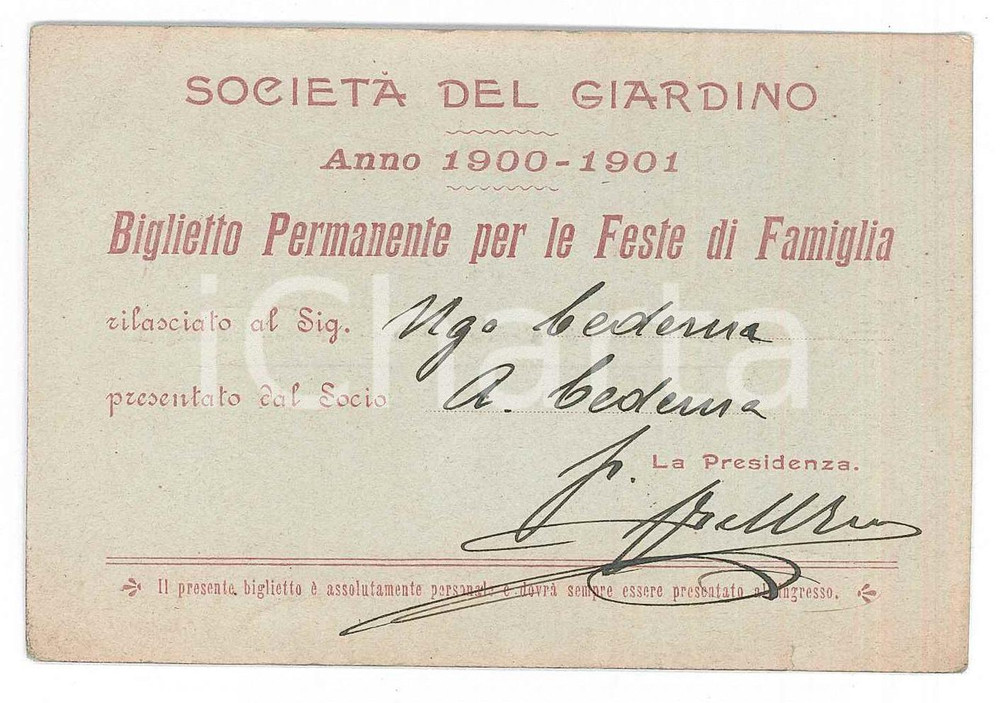 SOCIETÀ DEL GIARDINO
Anno 1900-1901
Biglietto Permanente per le Feste di Famiglia
rilasciato al Sig. Ugo Cederna
presentato dal Socio A. Cederna
La Presidenza.
p.
Il presente biglietto è assolutamente personale e dovrà sempre essere presentato all'ingresso.
iCharta